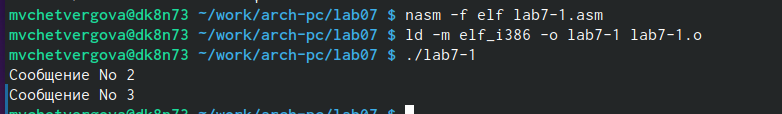 mvchetvergova@dk8n73 ~/work/arch-pc/lab07 $ nasm -f elf lab7-1.asm
mvchetvergova@dk8n73 ~/work/arch-pc/lab07 $ ld -m elf_i386 -o lab7-1 lab7-1.o
mvchetvergova@dk8n73 ~/work/arch-pc/lab07 $ ./lab7-1
Сообщение No 2
Сообщение No 3
mvchetvergova@dk8n73 ~/work/arch-pc/lab07 $